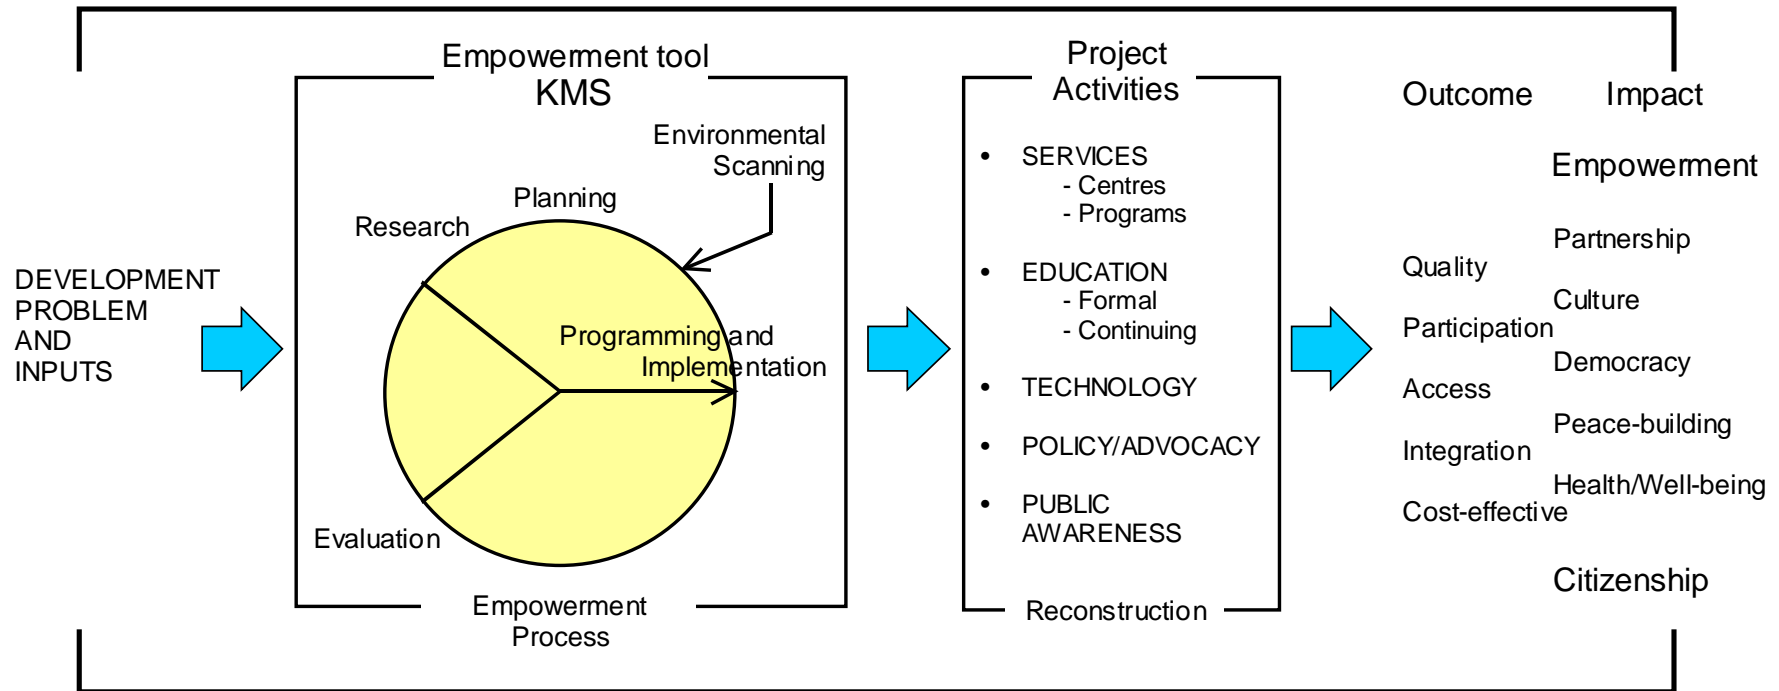 DEVELOPMENT
PROBLEM
AND
INPUTS
Empowerment tool
KMS
Environmental
Scanning
Planning
Research
Programming and
Implementation
Evaluation
Empowerment
Process
Project
Activities
• SERVICES
- Centres
- Programs
• EDUCATION
- Formal
- Continuing
• TECHNOLOGY
• POLICY/ADVOCACY
• PUBLIC
AWARENESS
Reconstruction
Outcome
Quality
Participation
Access
Integration
Cost-effective
Impact
Empowerment
Partnership
Culture
Democracy
Peace-building
Health/Well-being
Citizenship